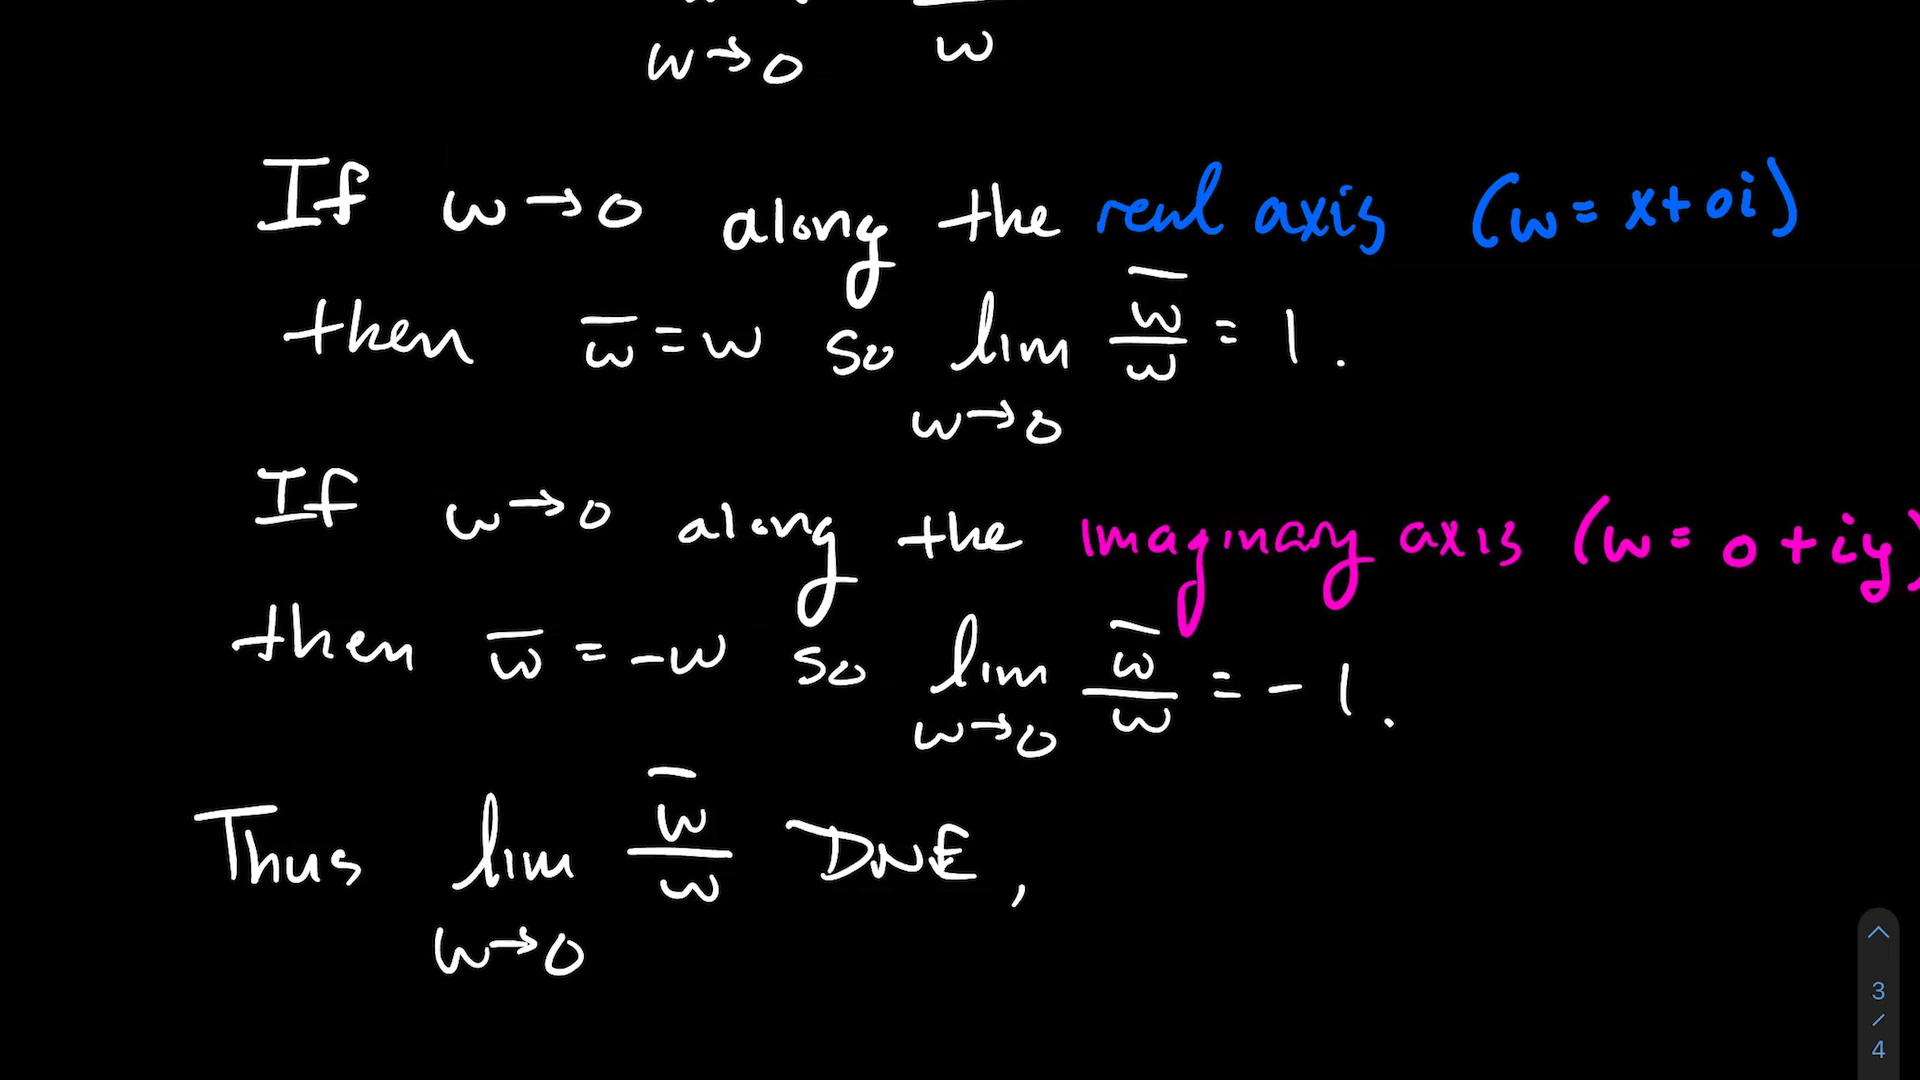 w→0 w
If w→0 along the real axis (w = x+0i)
then w̅ = w so lim w̅/w = 1.
w→0
If w→0 along the imaginary axis (w = 0+iy)
then w̅ = -w so lim w̅/w = -1.
w→0
Thus lim w̅/w DNE,
w→0
3
/
4